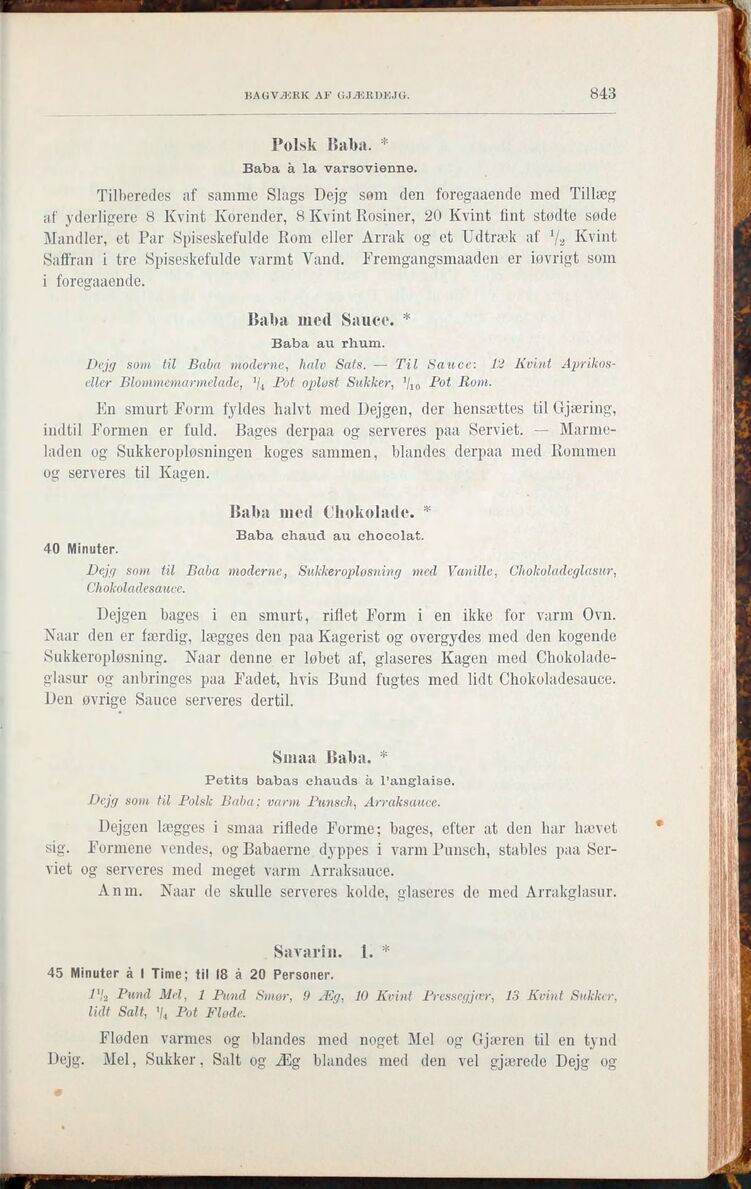 BAGVÆRK AF GJÆRDEJG. 843
Polsk Baba. *
Baba à la varsovienne.
Tilberedes af samme Slags Dejg søm den foregaaende med Tillæg
af yderligere 8 Kvint Korender, 8 Kvint Rosiner, 20 Kvint fint stødte søde
Mandler, et Par Spiseskefulde Rom eller Arrak og et Udtræk af 1/2 Kvint
Saffran i tre Spiseskefulde varmt Vand. Fremgangsmaaden er iøvrigt som
i foregaaende.
Baba med Sauce. *
Baba au rhum.
Dejg som til Baba moderne, halv Sats. — Til Sauce: 12 Kvint Aprikos-
eller Blommemarmelade, 1/4 Pot opløst Sukker, 1/10 Pot Rom.
En smurt Form fyldes halvt med Dejgen, der hensættes til Gjæring,
indtil Formen er fuld. Bages derpaa og serveres paa Serviet. — Marme-
laden og Sukkeropløsningen koges sammen, blandes derpaa med Rommen
og serveres til Kagen.
Baba med Chokolade. *
Baba chaud au chocolat.
40 Minuter.
Dejg som til Baba moderne, Sukkeropløsning med Vanille, Chokoladeglasur,
Chokoladesauce.
Dejgen bages i en smurt, riflet Form i en ikke for varm Ovn.
Naar den er færdig, lægges den paa Kagerist og overgydes med den kogende
Sukkeropløsning. Naar denne er løbet af, glaseres Kagen med Chokolade-
glasur og anbringes paa Fadet, hvis Bund fugtes med lidt Chokoladesauce.
Den øvrige Sauce serveres dertil.
Smaa Baba. *
Petits babas chauds à l'anglaise.
Dejg som til Polsk Baba; varm Punsch, Arraksauce.
Dejgen lægges i smaa riflede Forme; bages, efter at den har hævet
sig. Formene vendes, og Babaerne dyppes i varm Punsch, stables paa Ser-
viet og serveres med meget varm Arraksauce.
Anm. Naar de skulle serveres kolde, glaseres de med Arrakglasur.
Savarin. 1. *
45 Minuter à 1 Time; til 18 à 20 Personer.
1 1/2 Pund Mel, 1 Pund Smør, 9 Æg, 10 Kvint Pressegjær, 13 Kvint Sukker,
lidt Salt, 1/4 Pot Fløde.
Fløden varmes og blandes med noget Mel og Gjæren til en tynd
Dejg. Mel, Sukker, Salt og Æg blandes med den vel gjærede Dejg og